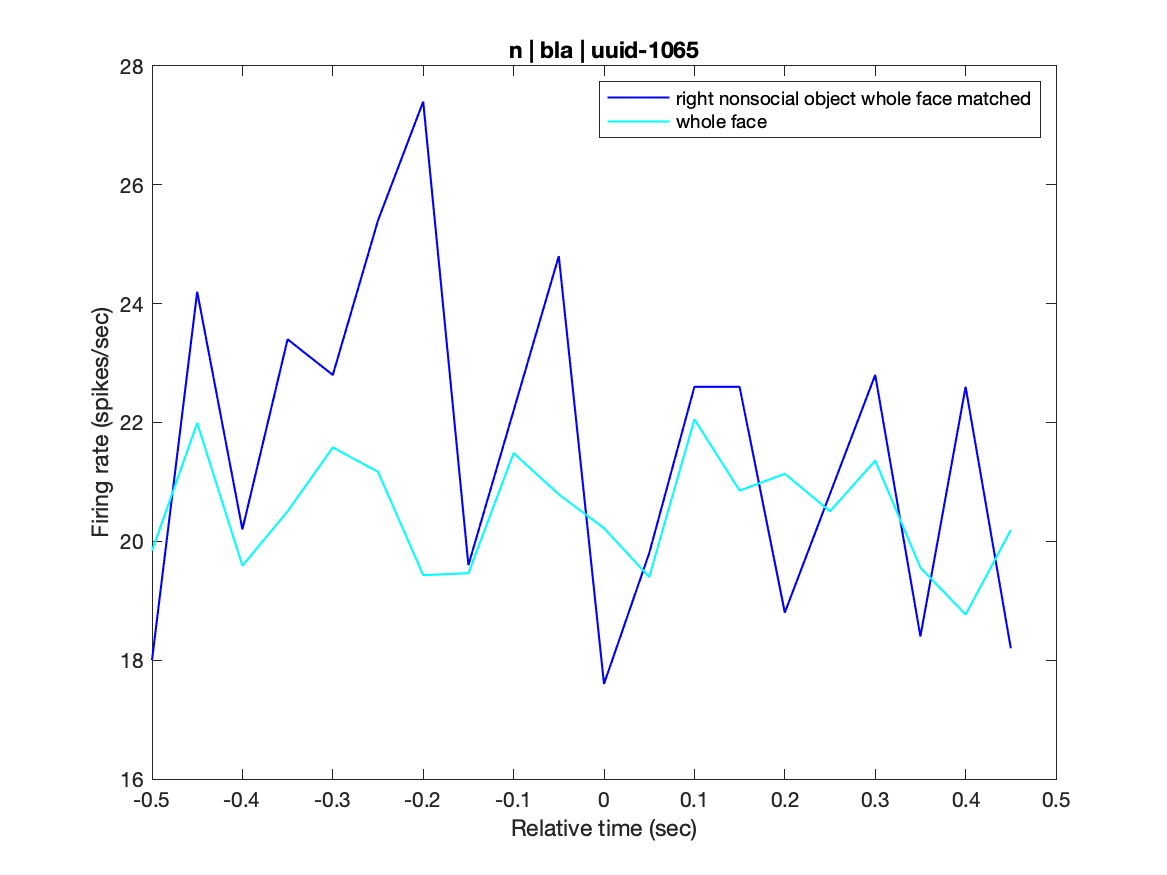 n | bla | uuid-1065
right nonsocial object whole face matched
whole face
Firing rate (spikes/sec)
28
26
24
22
20
18
16
-0.5 -0.4 -0.3 -0.2 -0.1 0 0.1 0.2 0.3 0.4 0.5
Relative time (sec)